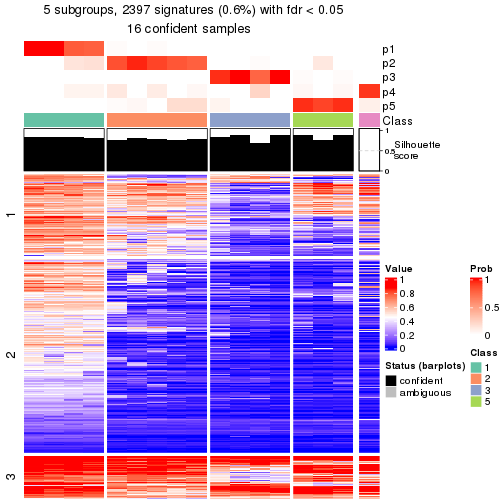 5 subgroups, 2397 signatures (0.6%) with fdr < 0.05
16 confident samples
p1
p2
p3
p4
p5
Class
1
0.5
0
Silhouette
score
1
2
3
Value
1
0.8
0.6
0.4
0.2
0
Status (barplots)
confident
ambiguous
Prob
1
0.5
0
Class
1
2
3
5